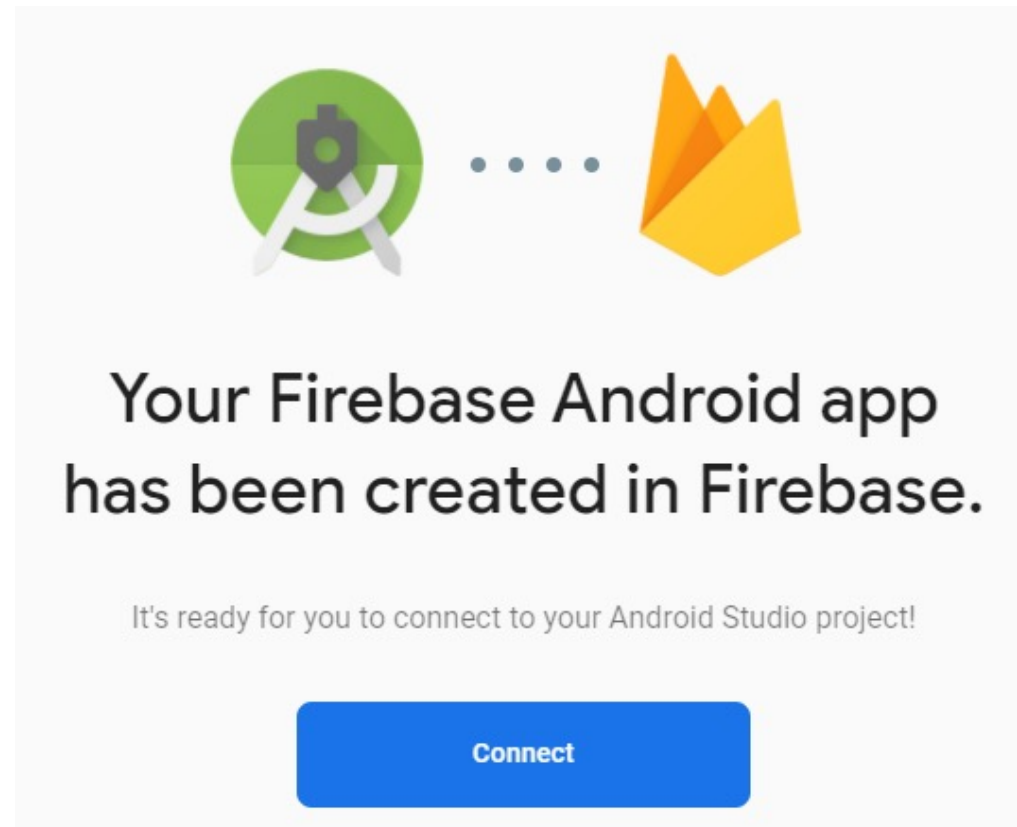 Your Firebase Android app
has been created in Firebase.
It's ready for you to connect to your Android Studio project!
Connect